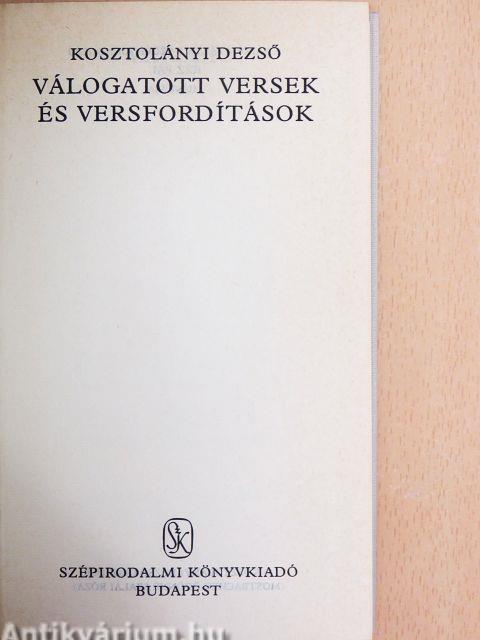 KOSZTOLÁNYI DEZSŐ
VÁLOGATOTT VERSEK
ÉS VERSFORDÍTÁSOK
SzK
SZÉPIRODALMI KÖNYVKIADÓ
BUDAPEST
Antikvárium.hu